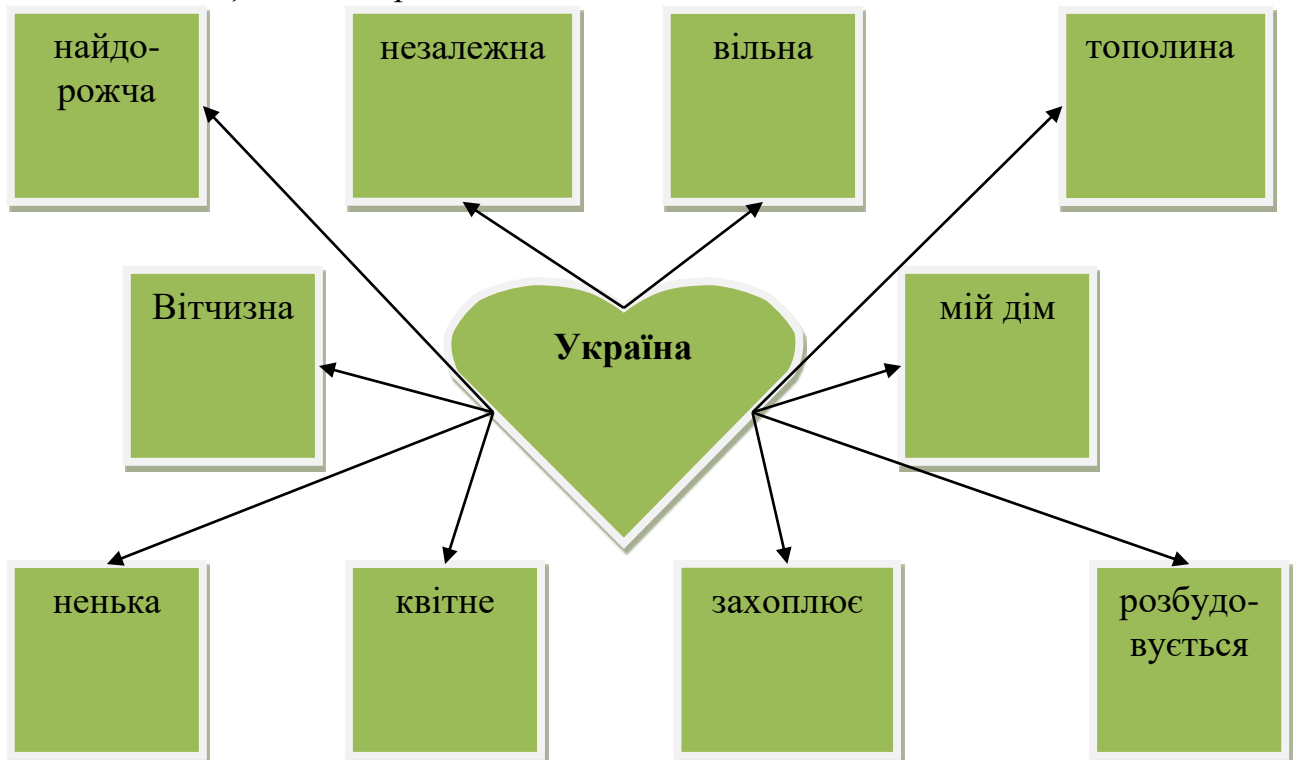 найдо-
рожча
незалежна
вільна
тополина
Вітчизна
Україна
мій дім
ненька
квітне
захоплює
розбудо-
вується